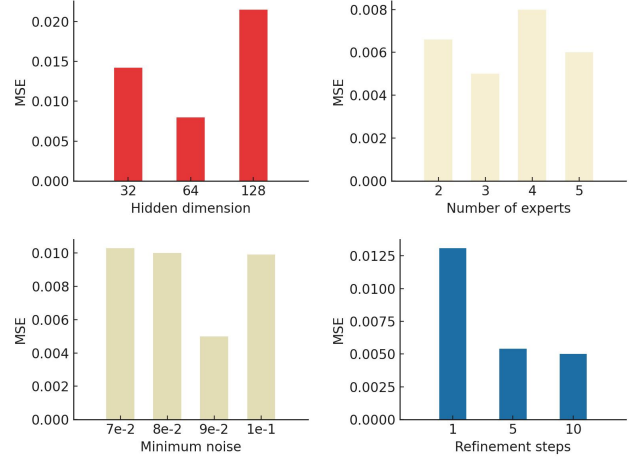 MSE
0.020
0.015
0.010
0.005
0.000
32 64 128
Hidden dimension
MSE
0.008
0.006
0.004
0.002
0.000
2 3 4 5
Number of experts
MSE
0.010
0.008
0.006
0.004
0.002
0.000
7e-2 8e-2 9e-2 1e-1
Minimum noise
MSE
0.0125
0.0100
0.0075
0.0050
0.0025
0.0000
1 5 10
Refinement steps